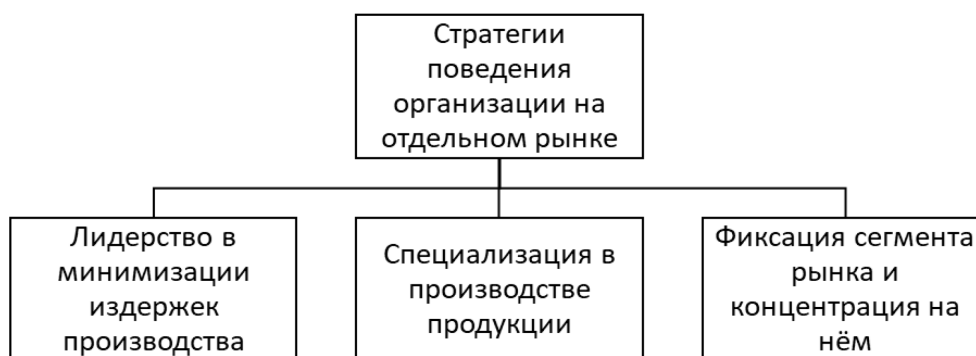 Стратегии
поведения
организации на
отдельном рынке
Лидерство в
минимизации
издержек
производства
Специализация в
производстве
продукции
Фиксация сегмента
рынка и
концентрация на
нём